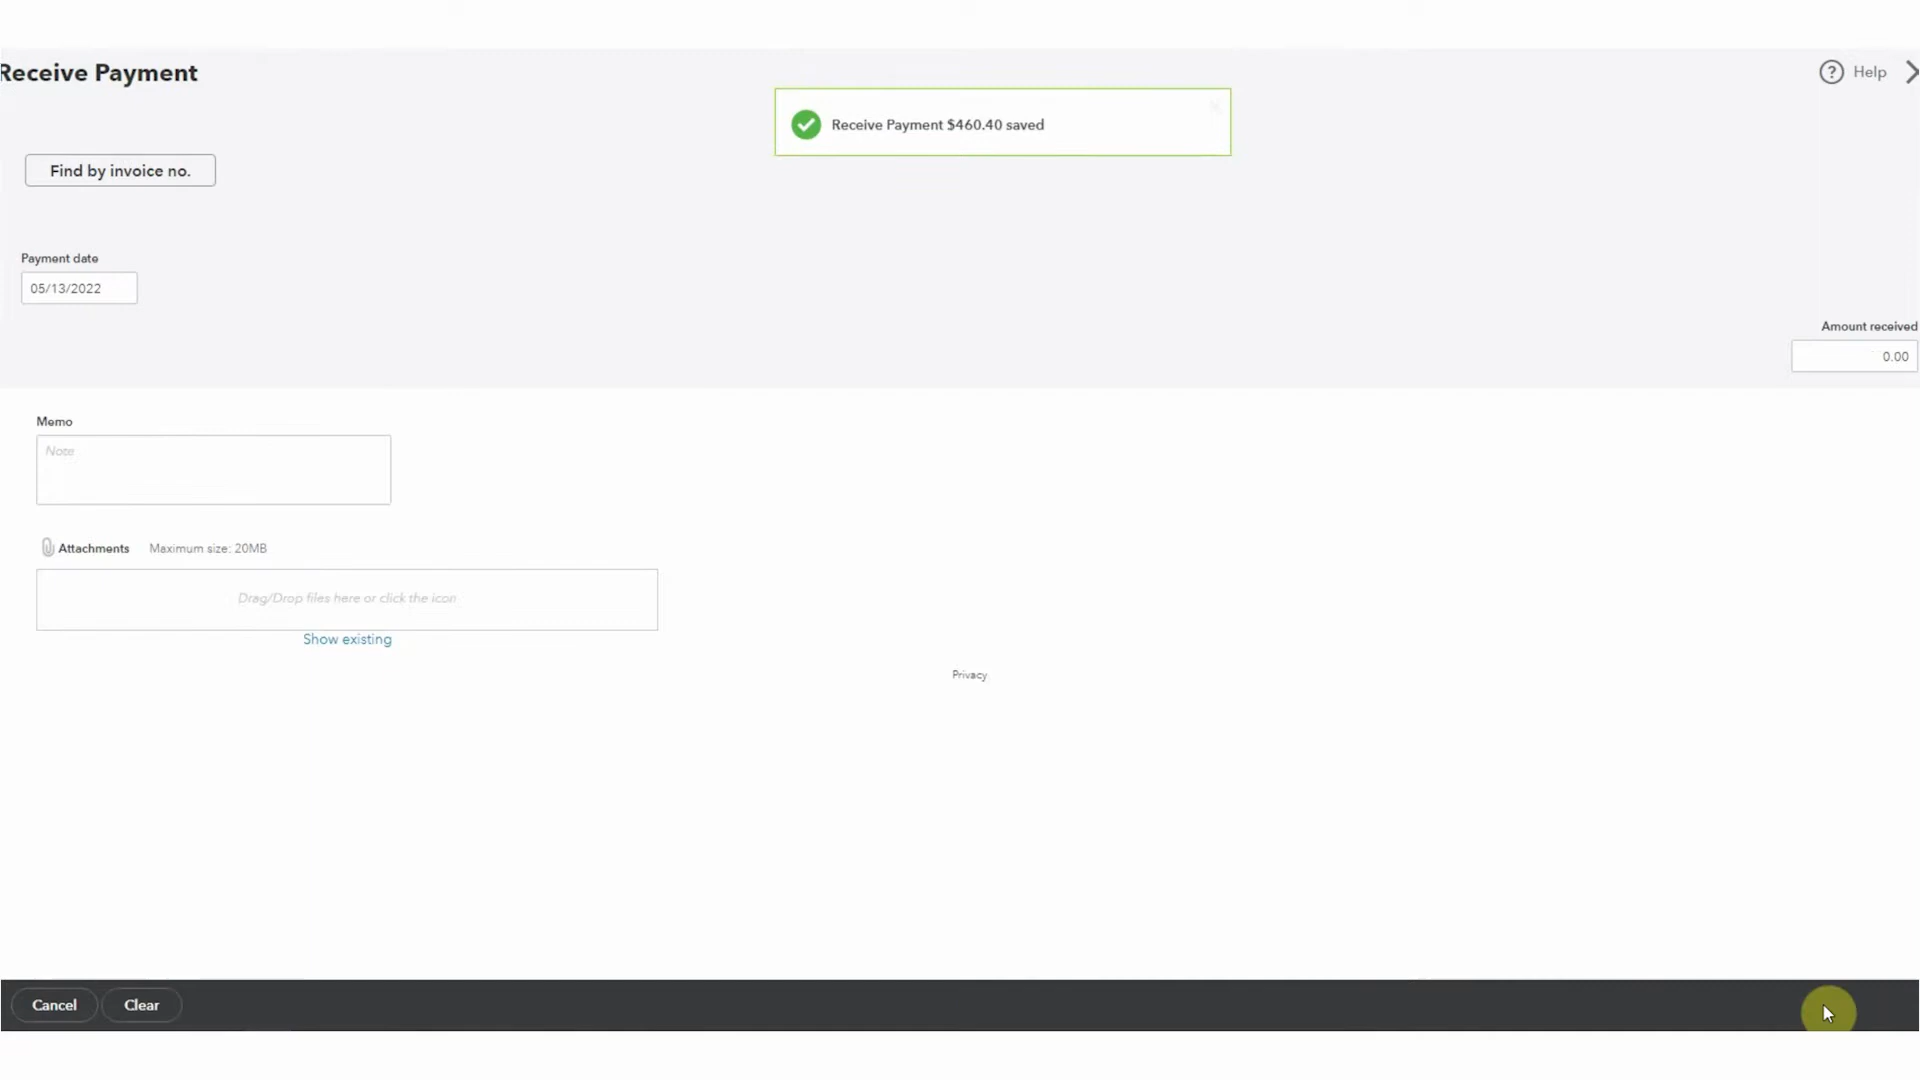 Receive Payment
Help
Receive Payment $460.40 saved
Find by invoice no.
Payment date
05/13/2022
Amount received
0.00
Memo
Note
Attachments Maximum size: 20MB
Drag/Drop files here or click the icon
Show existing
Privacy
Cancel Clear